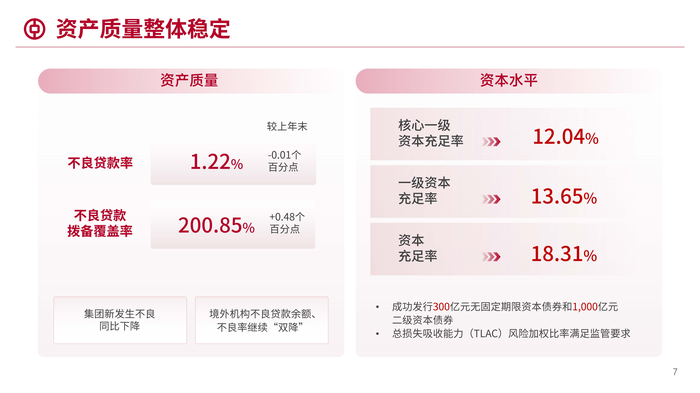 资产质量整体稳定
资产质量
较上年末
不良贷款率
1.22%
-0.01个
百分点
不良贷款
拨备覆盖率
200.85%
+0.48个
百分点
集团新发生不良
同比下降
境外机构不良贷款余额、
不良率继续“双降”
资本水平
核心一级
资本充足率
12.04%
一级资本
充足率
13.65%
资本
充足率
18.31%
• 成功发行300亿元无固定期限资本债券和1,000亿元
二级资本债券
• 总损失吸收能力（TLAC）风险加权比率满足监管要求
7